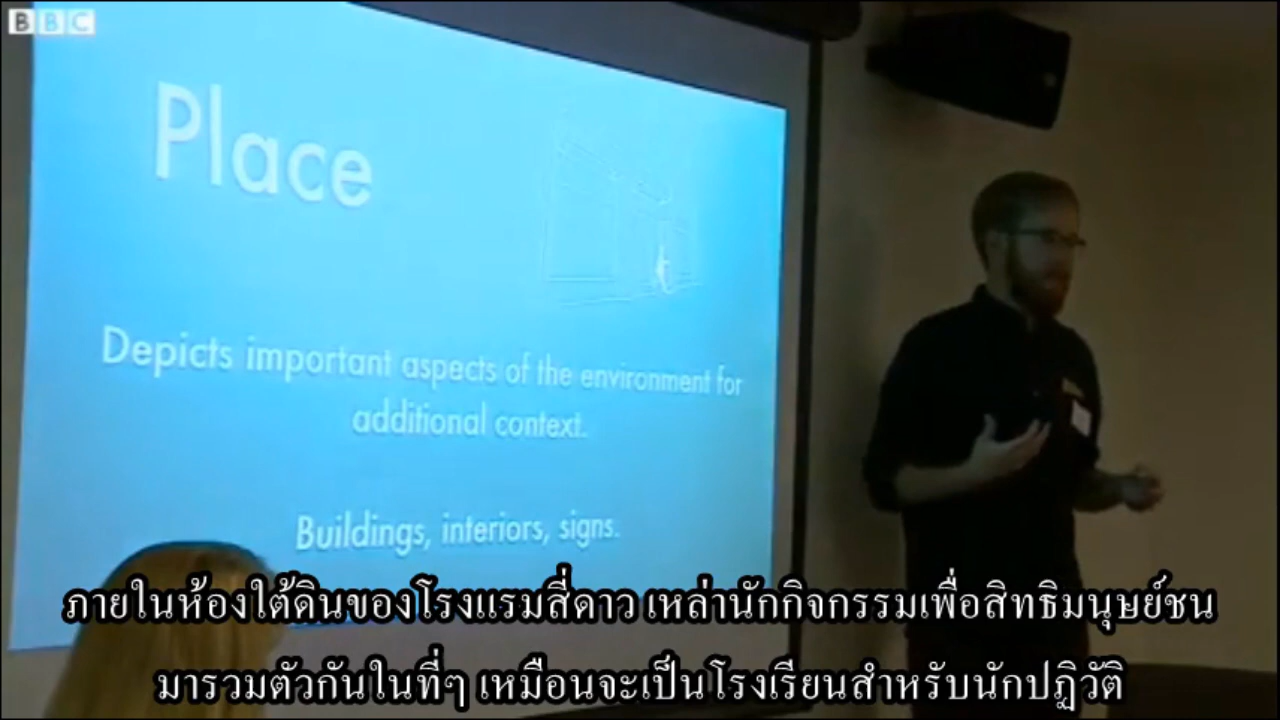 BBC
Place
Depicts important aspects of the environment for
additional context.
Buildings, interiors, signs.
ภายในห้องใต้ดินของโรงแรมสี่ดาว เหล่านักกิจกรรมเพื่อสิทธิมนุษย์ชน
มารวมตัวกันในที่ๆ เหมือนจะเป็นโรงเรียนสำหรับนักปฏิวัติ